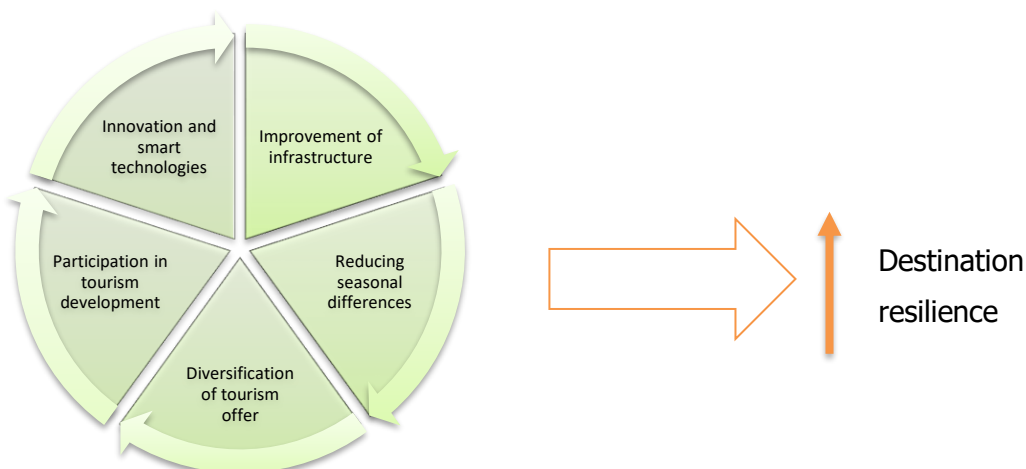 Innovation and
smart
technologies
Improvement of
infrastructure
Participation in
tourism
development
Reducing
seasonal
differences
Diversification
of tourism
offer
Destination
resilience